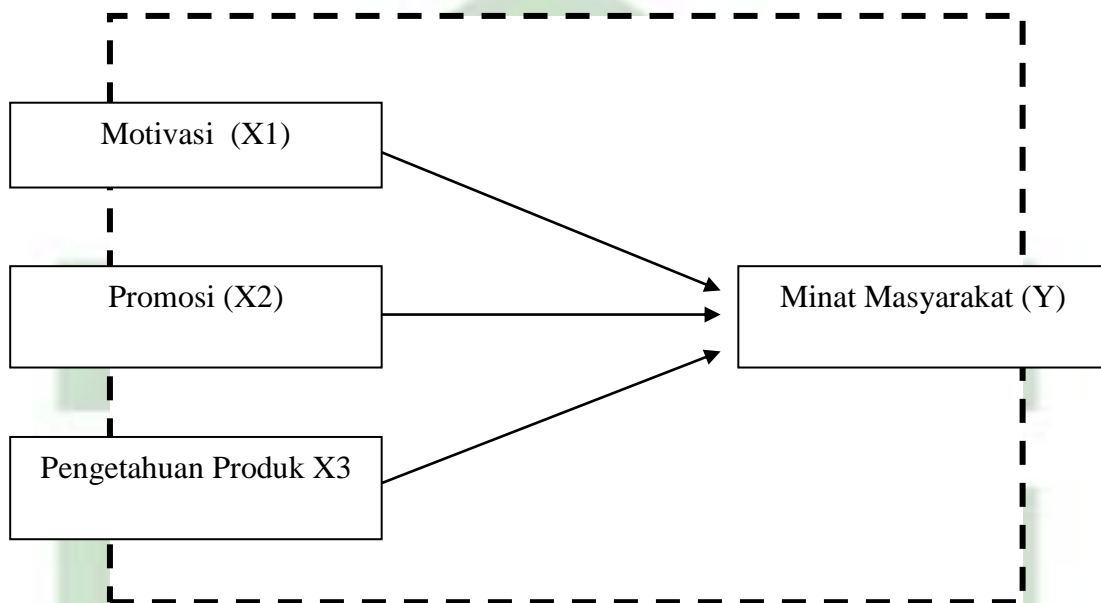 Motivasi  (X1)
Promosi (X2)
Minat Masyarakat (Y)
Pengetahuan Produk X3